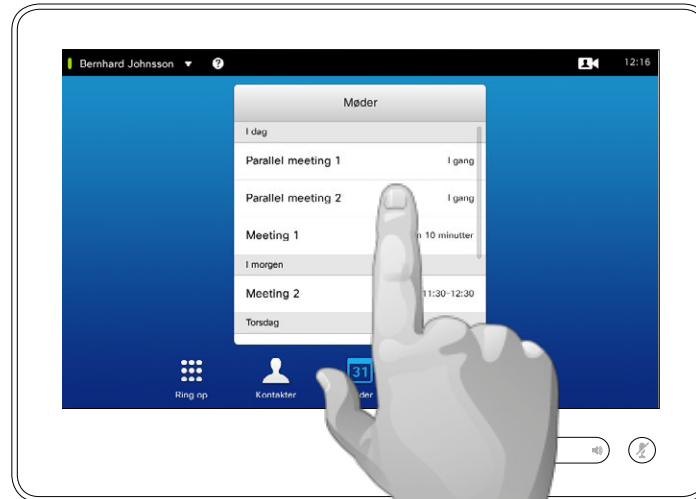 Bernhard Johnsson ? 12:16
Møder
I dag
Parallel meeting 1 I gang
Parallel meeting 2 I gang
Meeting 1 10 minutter
I morgen
Meeting 2 11:30-12:30
Torsdag
31
Ring op Kontakter